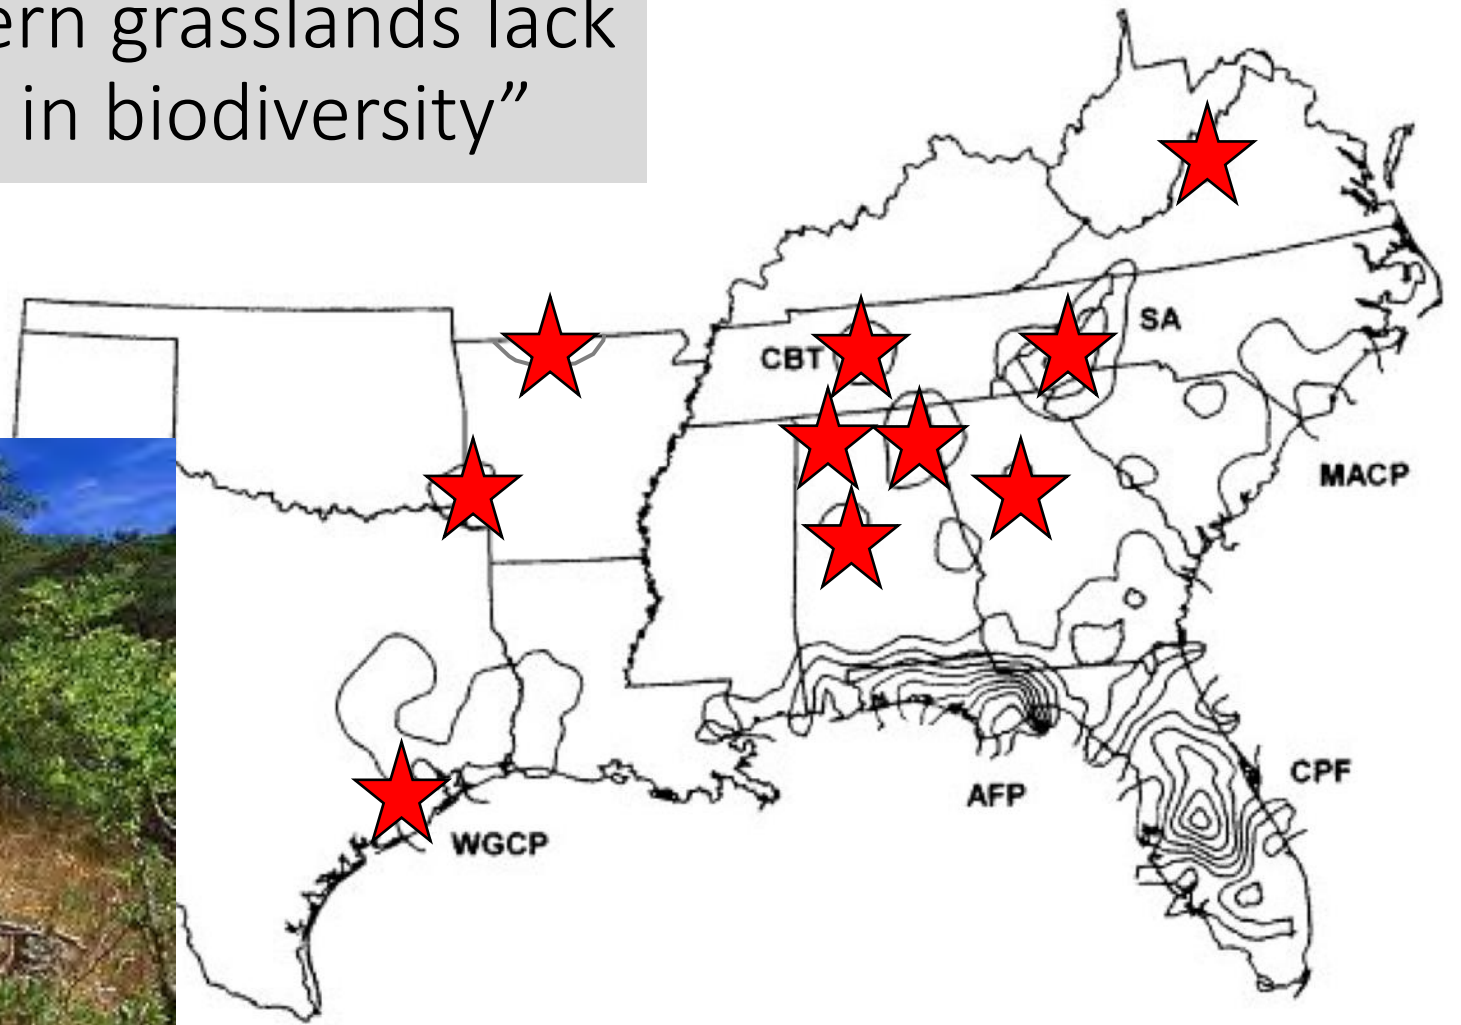 ern grasslands lack
in biodiversity”
SA
CBT
MACP
CPF
AFP
WGCP